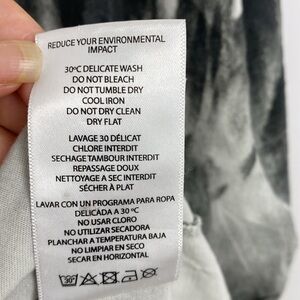 REDUCE YOUR ENVIRONMENTAL
IMPACT
30ºC DELICATE WASH
DO NOT BLEACH
DO NOT TUMBLE DRY
COOL IRON
DO NOT DRY CLEAN
DRY FLAT
LAVAGE 30 DÉLICAT
CHLORE INTERDIT
SECHAGE TAMBOUR INTERDIT
REPASSAGE DOUX
NETTOYAGE A SEC INTERDIT
SÉCHER À PLAT
LAVAR CON UN PROGRAMA PARA ROPA
DELICADA A 30 ºC
NO USAR CLORO
NO UTILIZAR SECADORA
PLANCHAR A TEMPERATURA BAJA
NO LIMPIAR EN SECO
SECAR EN HORIZONTAL
30°